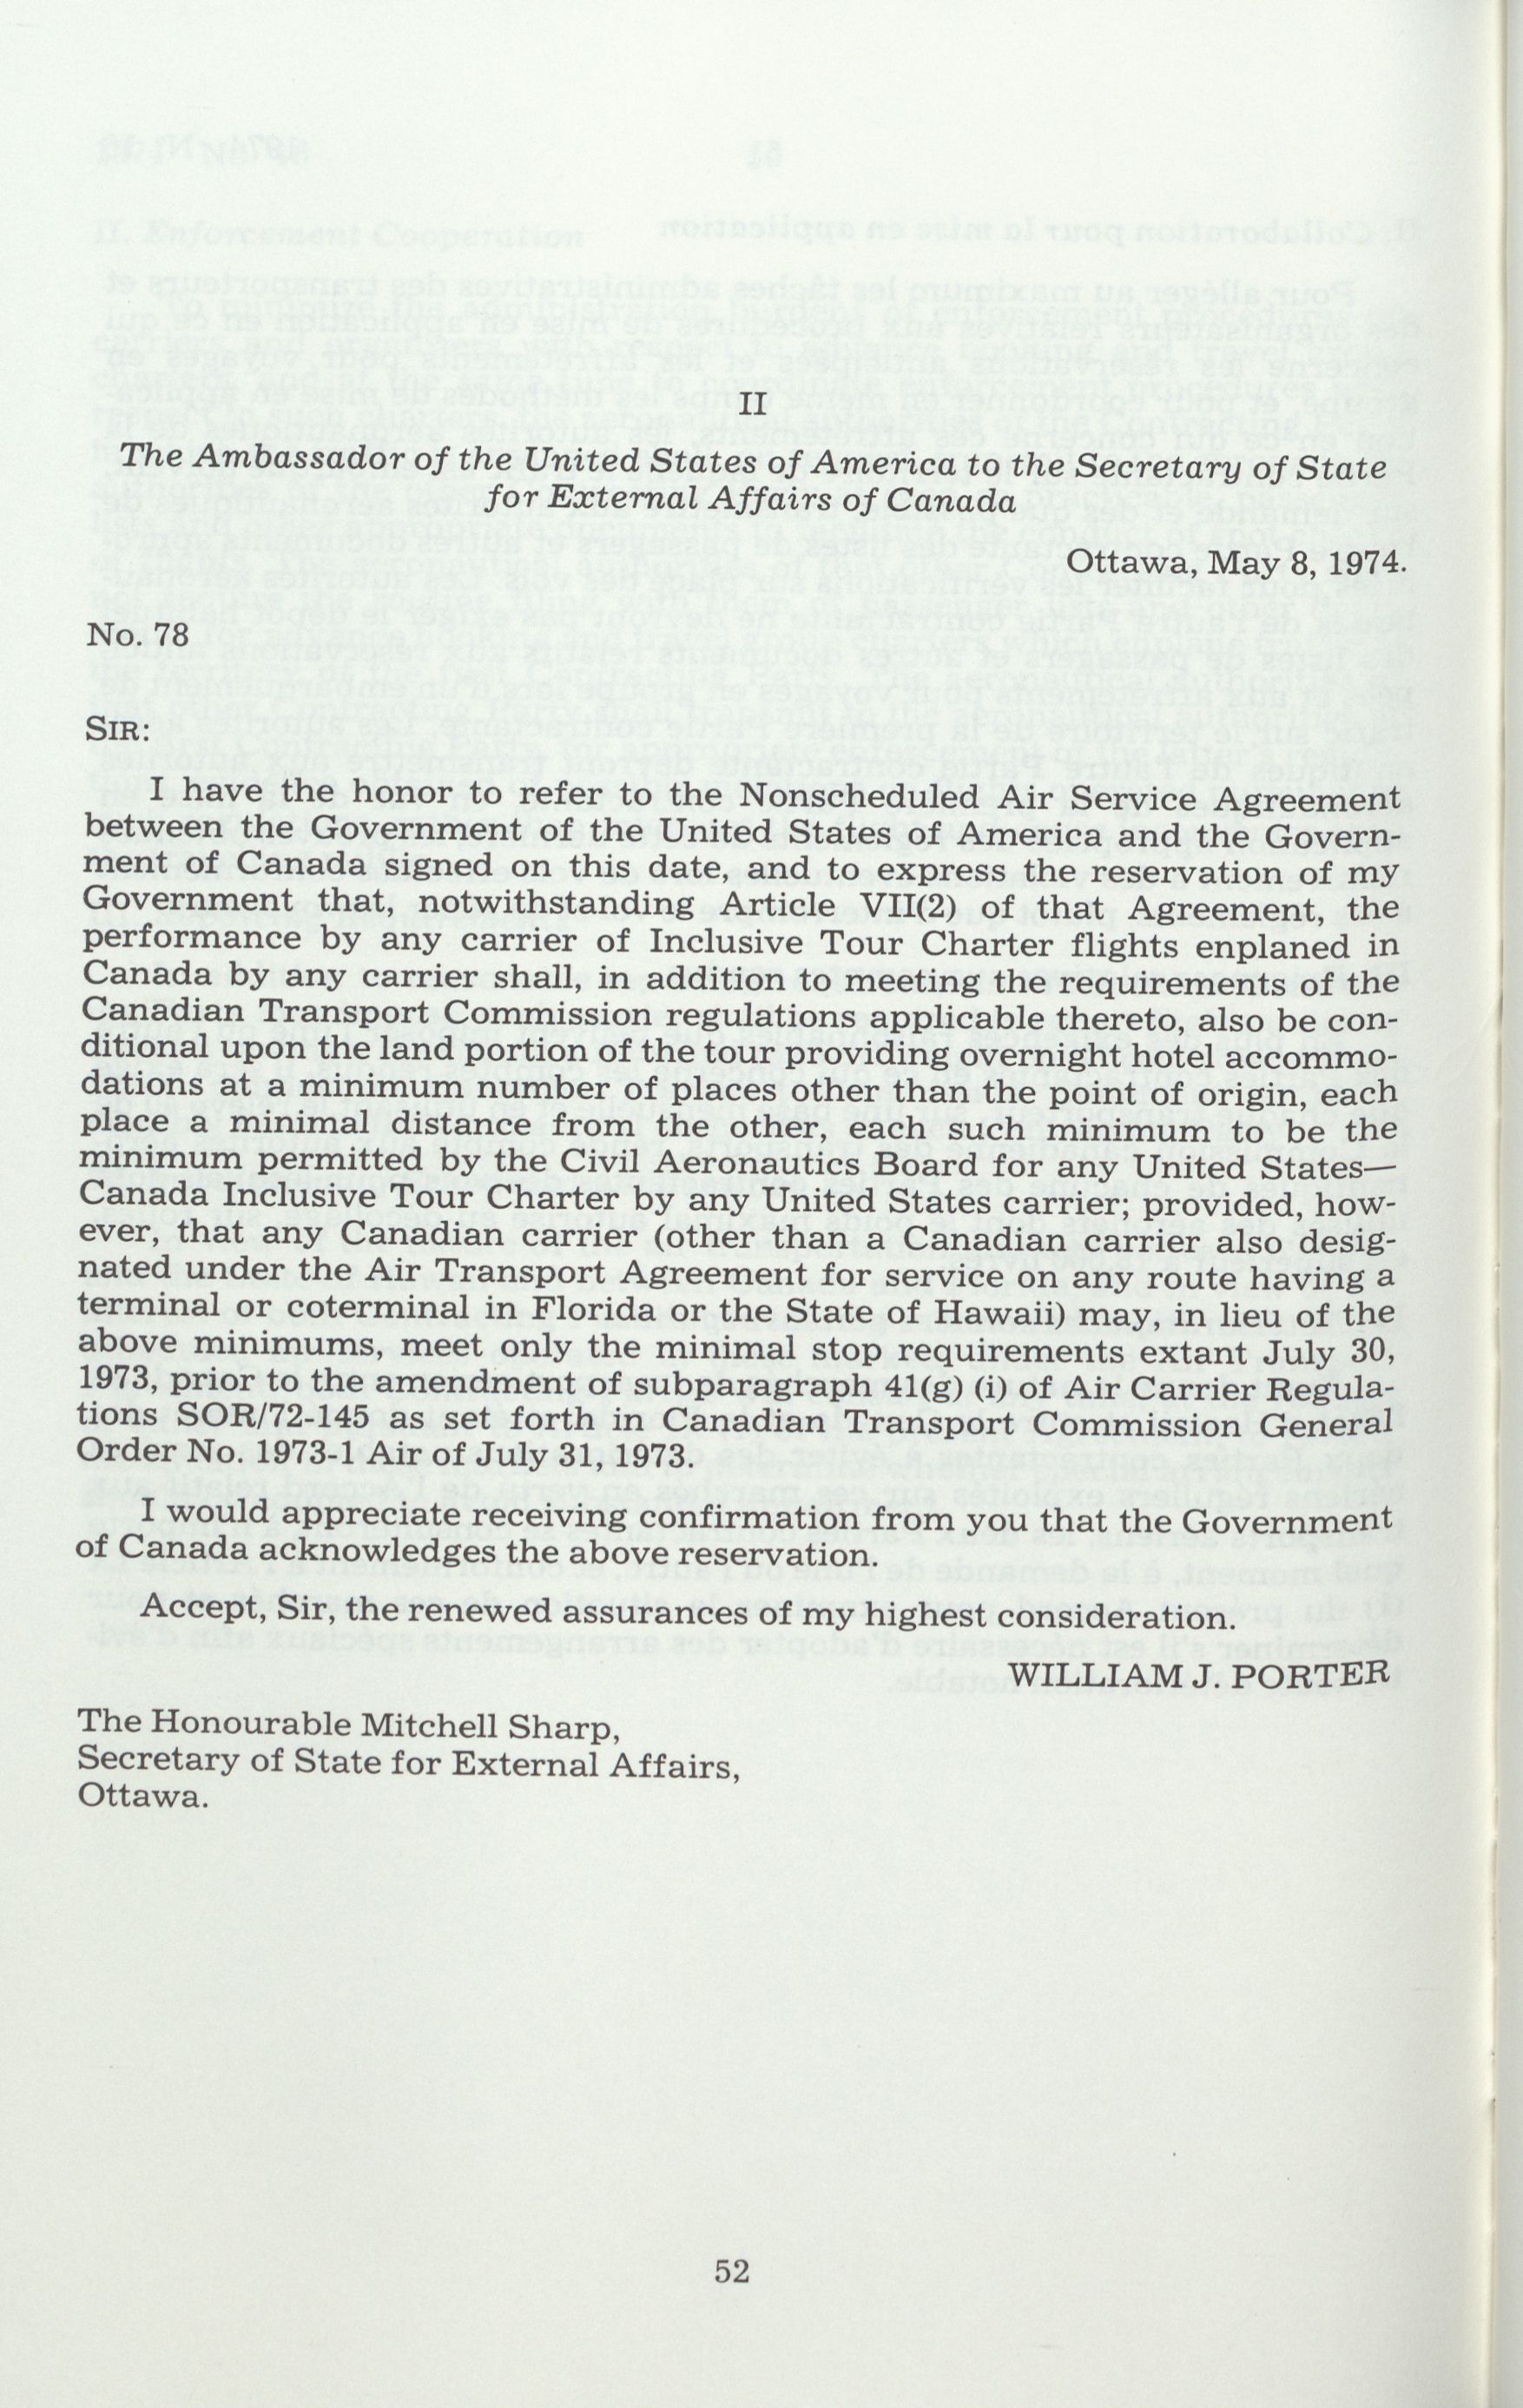 II
The Ambassador of the United States of America to the Secretary of State
for External Affairs of Canada
Ottawa, May 8, 1974.
No. 78
SIR:
I have the honor to refer to the Nonscheduled Air Service Agreement
between the Government of the United States of America and the Govern-
ment of Canada signed on this date, and to express the reservation of my
Government that, notwithstanding Article VII(2) of that Agreement, the
performance by any carrier of Inclusive Tour Charter flights enplaned in
Canada by any carrier shall, in addition to meeting the requirements of the
Canadian Transport Commission regulations applicable thereto, also be con-
ditional upon the land portion of the tour providing overnight hotel accommo-
dations at a minimum number of places other than the point of origin, each
place a minimal distance from the other, each such minimum to be the
minimum permitted by the Civil Aeronautics Board for any United States—
Canada Inclusive Tour Charter by any United States carrier; provided, how-
ever, that any Canadian carrier (other than a Canadian carrier also desig-
nated under the Air Transport Agreement for service on any route having a
terminal or coterminal in Florida or the State of Hawaii) may, in lieu of the
above minimums, meet only the minimal stop requirements extant July 30,
1973, prior to the amendment of subparagraph 41(g) (i) of Air Carrier Regula-
tions SOR/72-145 as set forth in Canadian Transport Commission General
Order No. 1973-1 Air of July 31, 1973.
I would appreciate receiving confirmation from you that the Government
of Canada acknowledges the above reservation.
Accept, Sir, the renewed assurances of my highest consideration.
WILLIAM J. PORTER
The Honourable Mitchell Sharp,
Secretary of State for External Affairs,
Ottawa.
52